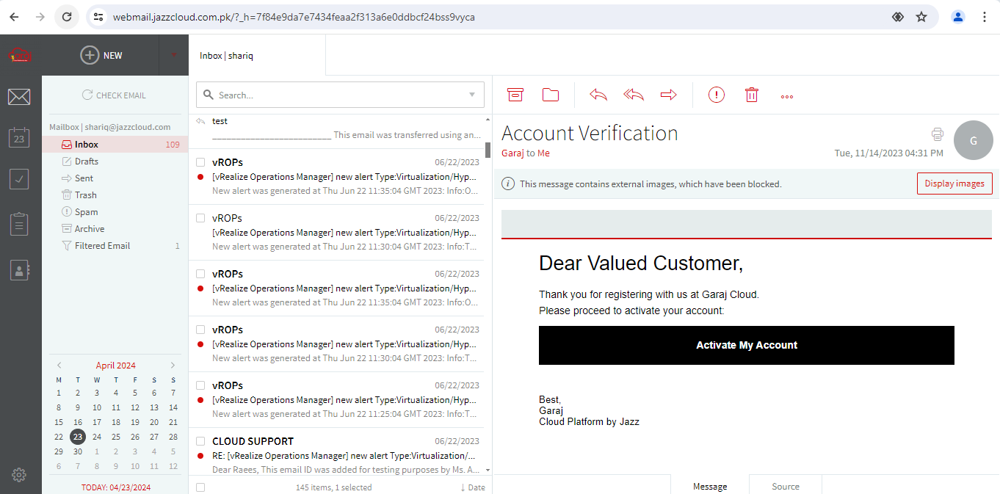 webmail.jazzcloud.com.pk/?_h=7f84e9da7e7434feaa2f313a6e0ddbcf24bss9vyca
NEW
Inbox | shariq
CHECK EMAIL
Mailbox | shariq@jazzcloud.com
Inbox 109
Drafts
Sent
Trash
Spam
Archive
Filtered Email 1
23
April 2024
M T W T F S S
1 2 3 4 5 6 7
8 9 10 11 12 13 14
15 16 17 18 19 20 21
22 23 24 25 26 27 28
29 30 1 2 3 4 5
6 7 8 9 10 11 12
TODAY: 04/23/2024
Search...
test
__________________________ This email was transferred using an...
vROPs 06/22/2023
[vRealize Operations Manager] new alert Type:Virtualization/Hyp...
New alert was generated at Thu Jun 22 11:35:04 GMT 2023: Info:O...
vROPs 06/22/2023
[vRealize Operations Manager] new alert Type:Virtualization/Hyp...
New alert was generated at Thu Jun 22 11:30:04 GMT 2023: Info:T...
vROPs 06/22/2023
[vRealize Operations Manager] new alert Type:Virtualization/Hyp...
New alert was generated at Thu Jun 22 11:35:04 GMT 2023: Info:O...
vROPs 06/22/2023
[vRealize Operations Manager] new alert Type:Virtualization/Hyp...
New alert was generated at Thu Jun 22 11:30:04 GMT 2023: Info:T...
vROPs 06/22/2023
[vRealize Operations Manager] new alert Type:Virtualization/Hyp...
New alert was generated at Thu Jun 22 11:25:04 GMT 2023: Info:T...
CLOUD SUPPORT 06/22/2023
RE: [vRealize Operations Manager] new alert Type:Virtualization/...
Dear Raees, This email ID was added for testing purposes by Ms. A...
145 items, 1 selected
↓ Date
Account Verification
G
Garaj to Me
Tue, 11/14/2023 04:31 PM
This message contains external images, which have been blocked.
Display images
Dear Valued Customer,
Thank you for registering with us at Garaj Cloud.
Please proceed to activate your account:
Activate My Account
Best,
Garaj
Cloud Platform by Jazz
Message
Source